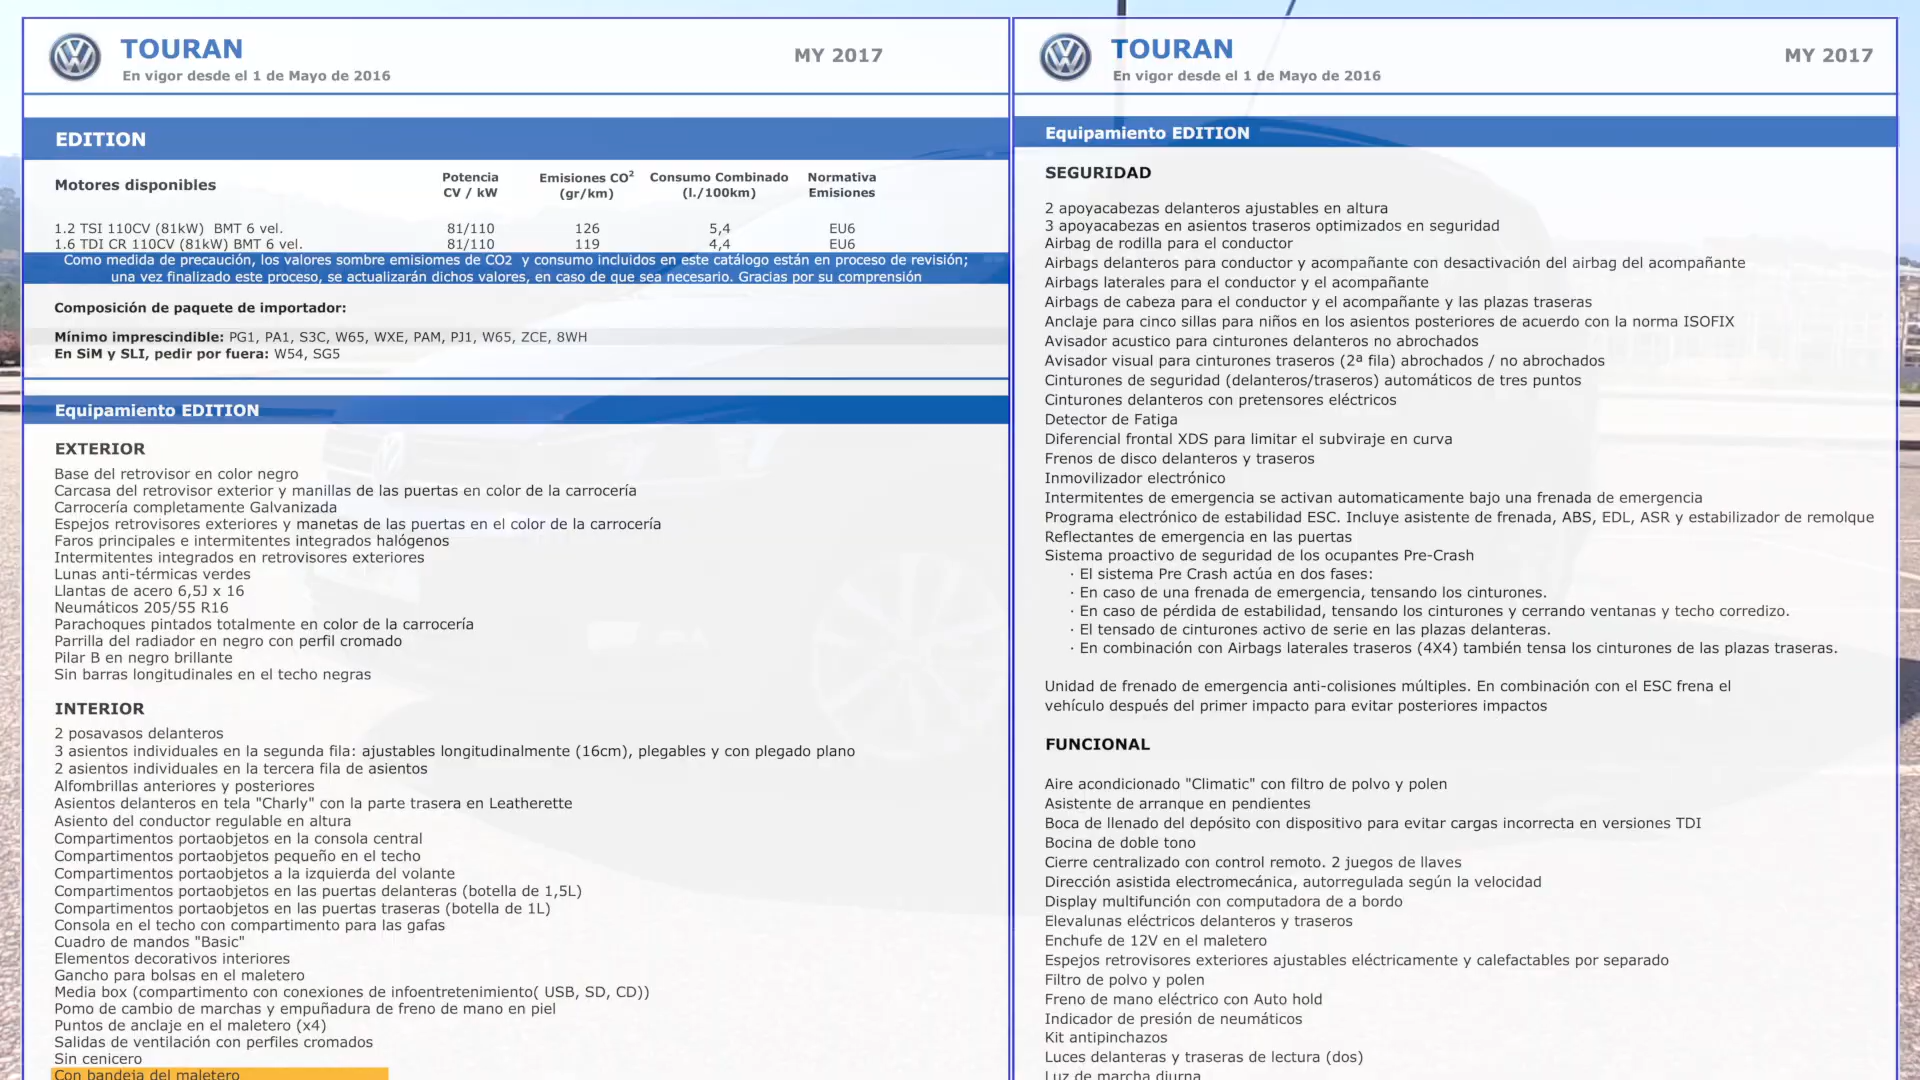 TOURAN
En vigor desde el 1 de Mayo de 2016
MY 2017
EDITION
Motores disponibles
Potencia CV / kW
Emisiones CO2 (gr/km)
Consumo Combinado (l./100km)
Normativa Emisiones
1.2 TSI 110CV (81kW) BMT 6 vel. 81/110 126 5,4 EU6
1.6 TDI CR 110CV (81kW) BMT 6 vel. 81/110 119 4,4 EU6
Como medida de precaución, los valores sombre emisiomes de CO2 y consumo incluidos en este catálogo están en proceso de revisión;
una vez finalizado este proceso, se actualizarán dichos valores, en caso de que sea necesario. Gracias por su comprensión
Composición de paquete de importador:
Mínimo imprescindible: PG1, PA1, S3C, W65, WXE, PAM, PJ1, W65, ZCE, 8WH
En SiM y SLI, pedir por fuera: W54, SG5
Equipamiento EDITION
EXTERIOR
Base del retrovisor en color negro
Carcasa del retrovisor exterior y manillas de las puertas en color de la carrocería
Carrocería completamente Galvanizada
Espejos retrovisores exteriores y manetas de las puertas en el color de la carrocería
Faros principales e intermitentes integrados halógenos
Intermitentes integrados en retrovisores exteriores
Lunas anti-térmicas verdes
Llantas de acero 6,5J x 16
Neumáticos 205/55 R16
Parachoques pintados totalmente en color de la carrocería
Parrilla del radiador en negro con perfil cromado
Pilar B en negro brillante
Sin barras longitudinales en el techo negras
INTERIOR
2 posavasos delanteros
3 asientos individuales en la segunda fila: ajustables longitudinalmente (16cm), plegables y con plegado plano
2 asientos individuales en la tercera fila de asientos
Alfombrillas anteriores y posteriores
Asientos delanteros en tela "Charly" con la parte trasera en Leatherette
Asiento del conductor regulable en altura
Compartimentos portaobjetos en la consola central
Compartimentos portaobjetos pequeño en el techo
Compartimentos portaobjetos a la izquierda del volante
Compartimentos portaobjetos en las puertas delanteras (botella de 1,5L)
Compartimentos portaobjetos en las puertas traseras (botella de 1L)
Consola en el techo con compartimento para las gafas
Cuadro de mandos "Basic"
Elementos decorativos interiores
Gancho para bolsas en el maletero
Media box (compartimento con conexiones de infoentretenimiento( USB, SD, CD))
Pomo de cambio de marchas y empuñadura de freno de mano en piel
Puntos de anclaje en el maletero (x4)
Salidas de ventilación con perfiles cromados
Sin cenicero
Con bandeja del maletero
TOURAN
En vigor desde el 1 de Mayo de 2016
MY 2017
Equipamiento EDITION
SEGURIDAD
2 apoyacabezas delanteros ajustables en altura
3 apoyacabezas en asientos traseros optimizados en seguridad
Airbag de rodilla para el conductor
Airbags delanteros para conductor y acompañante con desactivación del airbag del acompañante
Airbags laterales para el conductor y el acompañante
Airbags de cabeza para el conductor y el acompañante y las plazas traseras
Anclaje para cinco sillas para niños en los asientos posteriores de acuerdo con la norma ISOFIX
Avisador acustico para cinturones delanteros no abrochados
Avisador visual para cinturones traseros (2ª fila) abrochados / no abrochados
Cinturones de seguridad (delanteros/traseros) automáticos de tres puntos
Cinturones delanteros con pretensores eléctricos
Detector de Fatiga
Diferencial frontal XDS para limitar el subviraje en curva
Frenos de disco delanteros y traseros
Inmovilizador electrónico
Intermitentes de emergencia se activan automaticamente bajo una frenada de emergencia
Programa electrónico de estabilidad ESC. Incluye asistente de frenada, ABS, EDL, ASR y estabilizador de remolque
Reflectantes de emergencia en las puertas
Sistema proactivo de seguridad de los ocupantes Pre-Crash
· El sistema Pre Crash actúa en dos fases:
· En caso de una frenada de emergencia, tensando los cinturones.
· En caso de pérdida de estabilidad, tensando los cinturones y cerrando ventanas y techo corredizo.
· El tensado de cinturones activo de serie en las plazas delanteras.
· En combinación con Airbags laterales traseros (4X4) también tensa los cinturones de las plazas traseras.
Unidad de frenado de emergencia anti-colisiones múltiples. En combinación con el ESC frena el
vehículo después del primer impacto para evitar posteriores impactos
FUNCIONAL
Aire acondicionado "Climatic" con filtro de polvo y polen
Asistente de arranque en pendientes
Boca de llenado del depósito con dispositivo para evitar cargas incorrecta en versiones TDI
Bocina de doble tono
Cierre centralizado con control remoto. 2 juegos de llaves
Dirección asistida electromecánica, autorregulada según la velocidad
Display multifunción con computadora de a bordo
Elevalunas eléctricos delanteros y traseros
Enchufe de 12V en el maletero
Espejos retrovisores exteriores ajustables eléctricamente y calefactables por separado
Filtro de polvo y polen
Freno de mano eléctrico con Auto hold
Indicador de presión de neumáticos
Kit antipinchazos
Luces delanteras y traseras de lectura (dos)
Luz de marcha diurna